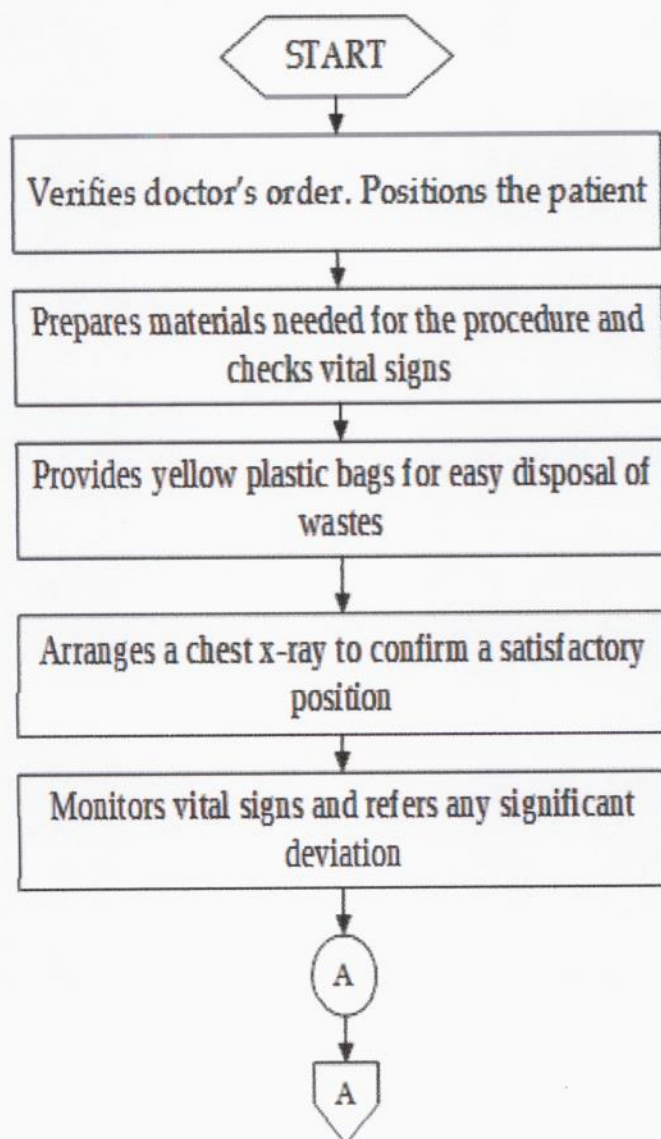 START
Verifies doctor's order. Positions the patient
Prepares materials needed for the procedure and
checks vital signs
Provides yellow plastic bags for easy disposal of
wastes
Arranges a chest x-ray to confirm a satisfactory
position
Monitors vital signs and refers any significant
deviation
A
A